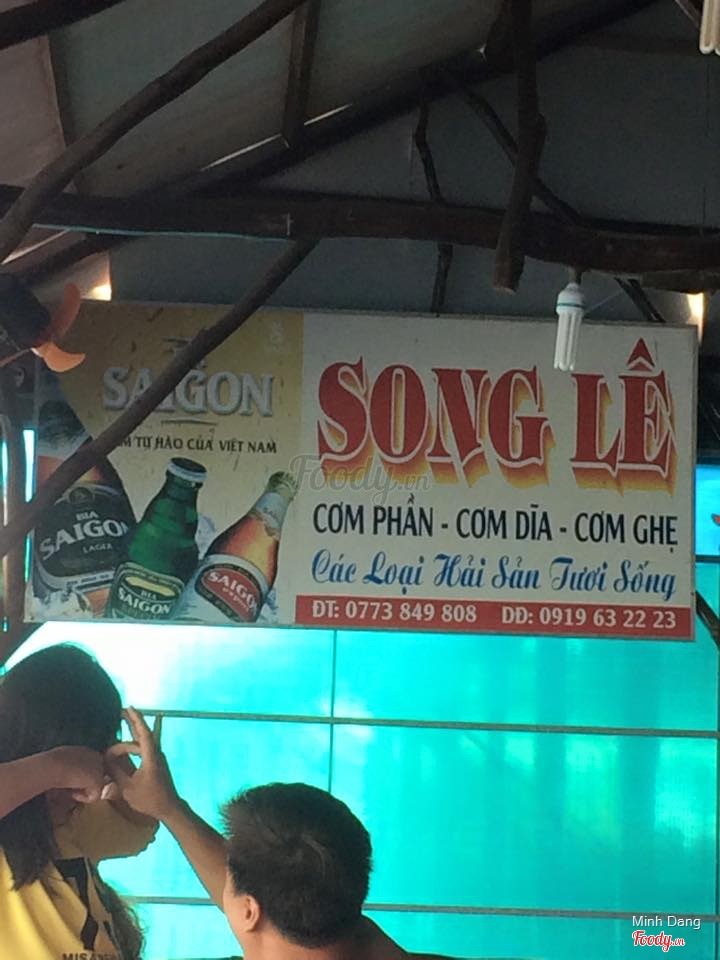 SAIGON
TỰ HÀO CỦA VIỆT NAM
BIA
SAIGON
LAGER
BIA
SAIGON
SAIGON
SONG LÊ
CƠM PHẦN - CƠM DĨA - CƠM GHẸ
Các Loại Hải Sản Tươi Sống
ĐT: 0773 849 808 DĐ: 0919 63 22 23
Foody.vn
Minh Dang
Foody.vn